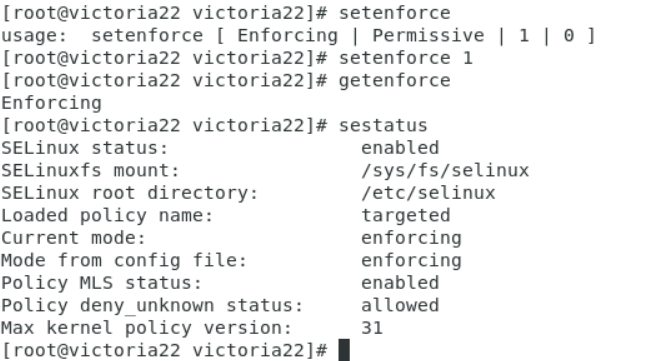 [root@victoria22 victoria22]# setenforce
usage:  setenforce [ Enforcing | Permissive | 1 | 0 ]
[root@victoria22 victoria22]# setenforce 1
[root@victoria22 victoria22]# getenforce
Enforcing
[root@victoria22 victoria22]# sestatus
SELinux status:                 enabled
SELinuxfs mount:                /sys/fs/selinux
SELinux root directory:         /etc/selinux
Loaded policy name:             targeted
Current mode:                   enforcing
Mode from config file:          enforcing
Policy MLS status:              enabled
Policy deny_unknown status:     allowed
Max kernel policy version:      31
[root@victoria22 victoria22]#